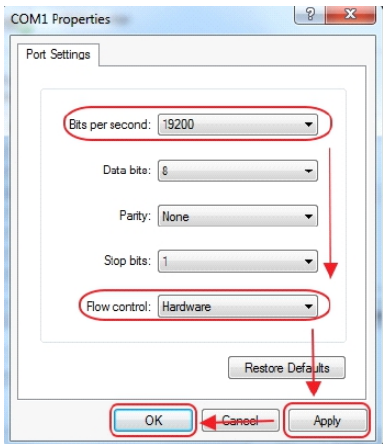 COM1 Properties
Port Settings
Bits per second: 19200
Data bits: 8
Parity: None
Stop bits: 1
Flow control: Hardware
Restore Defaults
OK Cancel Apply